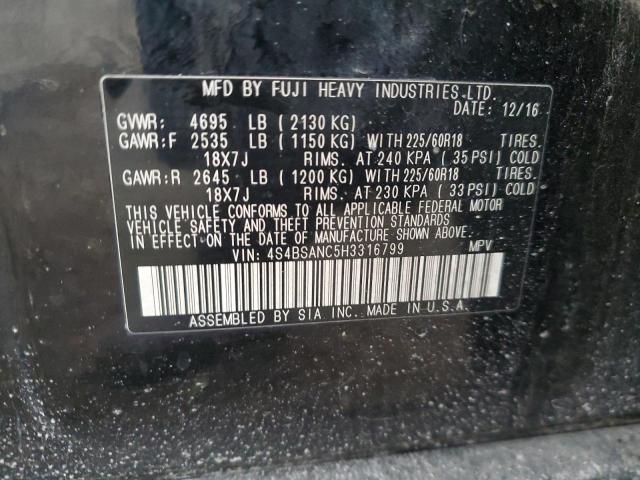 MFD BY FUJI HEAVY INDUSTRIES,LTD.
DATE: 12/16
GVWR: 4695 LB ( 2130 KG)
GAWR:F 2535 LB ( 1150 KG) WITH 225/60R18 TIRES.
18X7J RIMS. AT 240 KPA ( 35 PSI) COLD
GAWR:R 2645 LB ( 1200 KG) WITH 225/60R18 TIRES.
18X7J RIMS. AT 230 KPA ( 33 PSI) COLD
THIS VEHICLE CONFORMS TO ALL APPLICABLE FEDERAL MOTOR
VEHICLE SAFETY AND THEFT PREVENTION STANDARDS
IN EFFECT ON THE DATE OF MANUFACTURE SHOWN ABOVE.
VIN: 4S4BSANC5H3316799 MPV
ASSEMBLED BY SIA INC. MADE IN U.S.A.